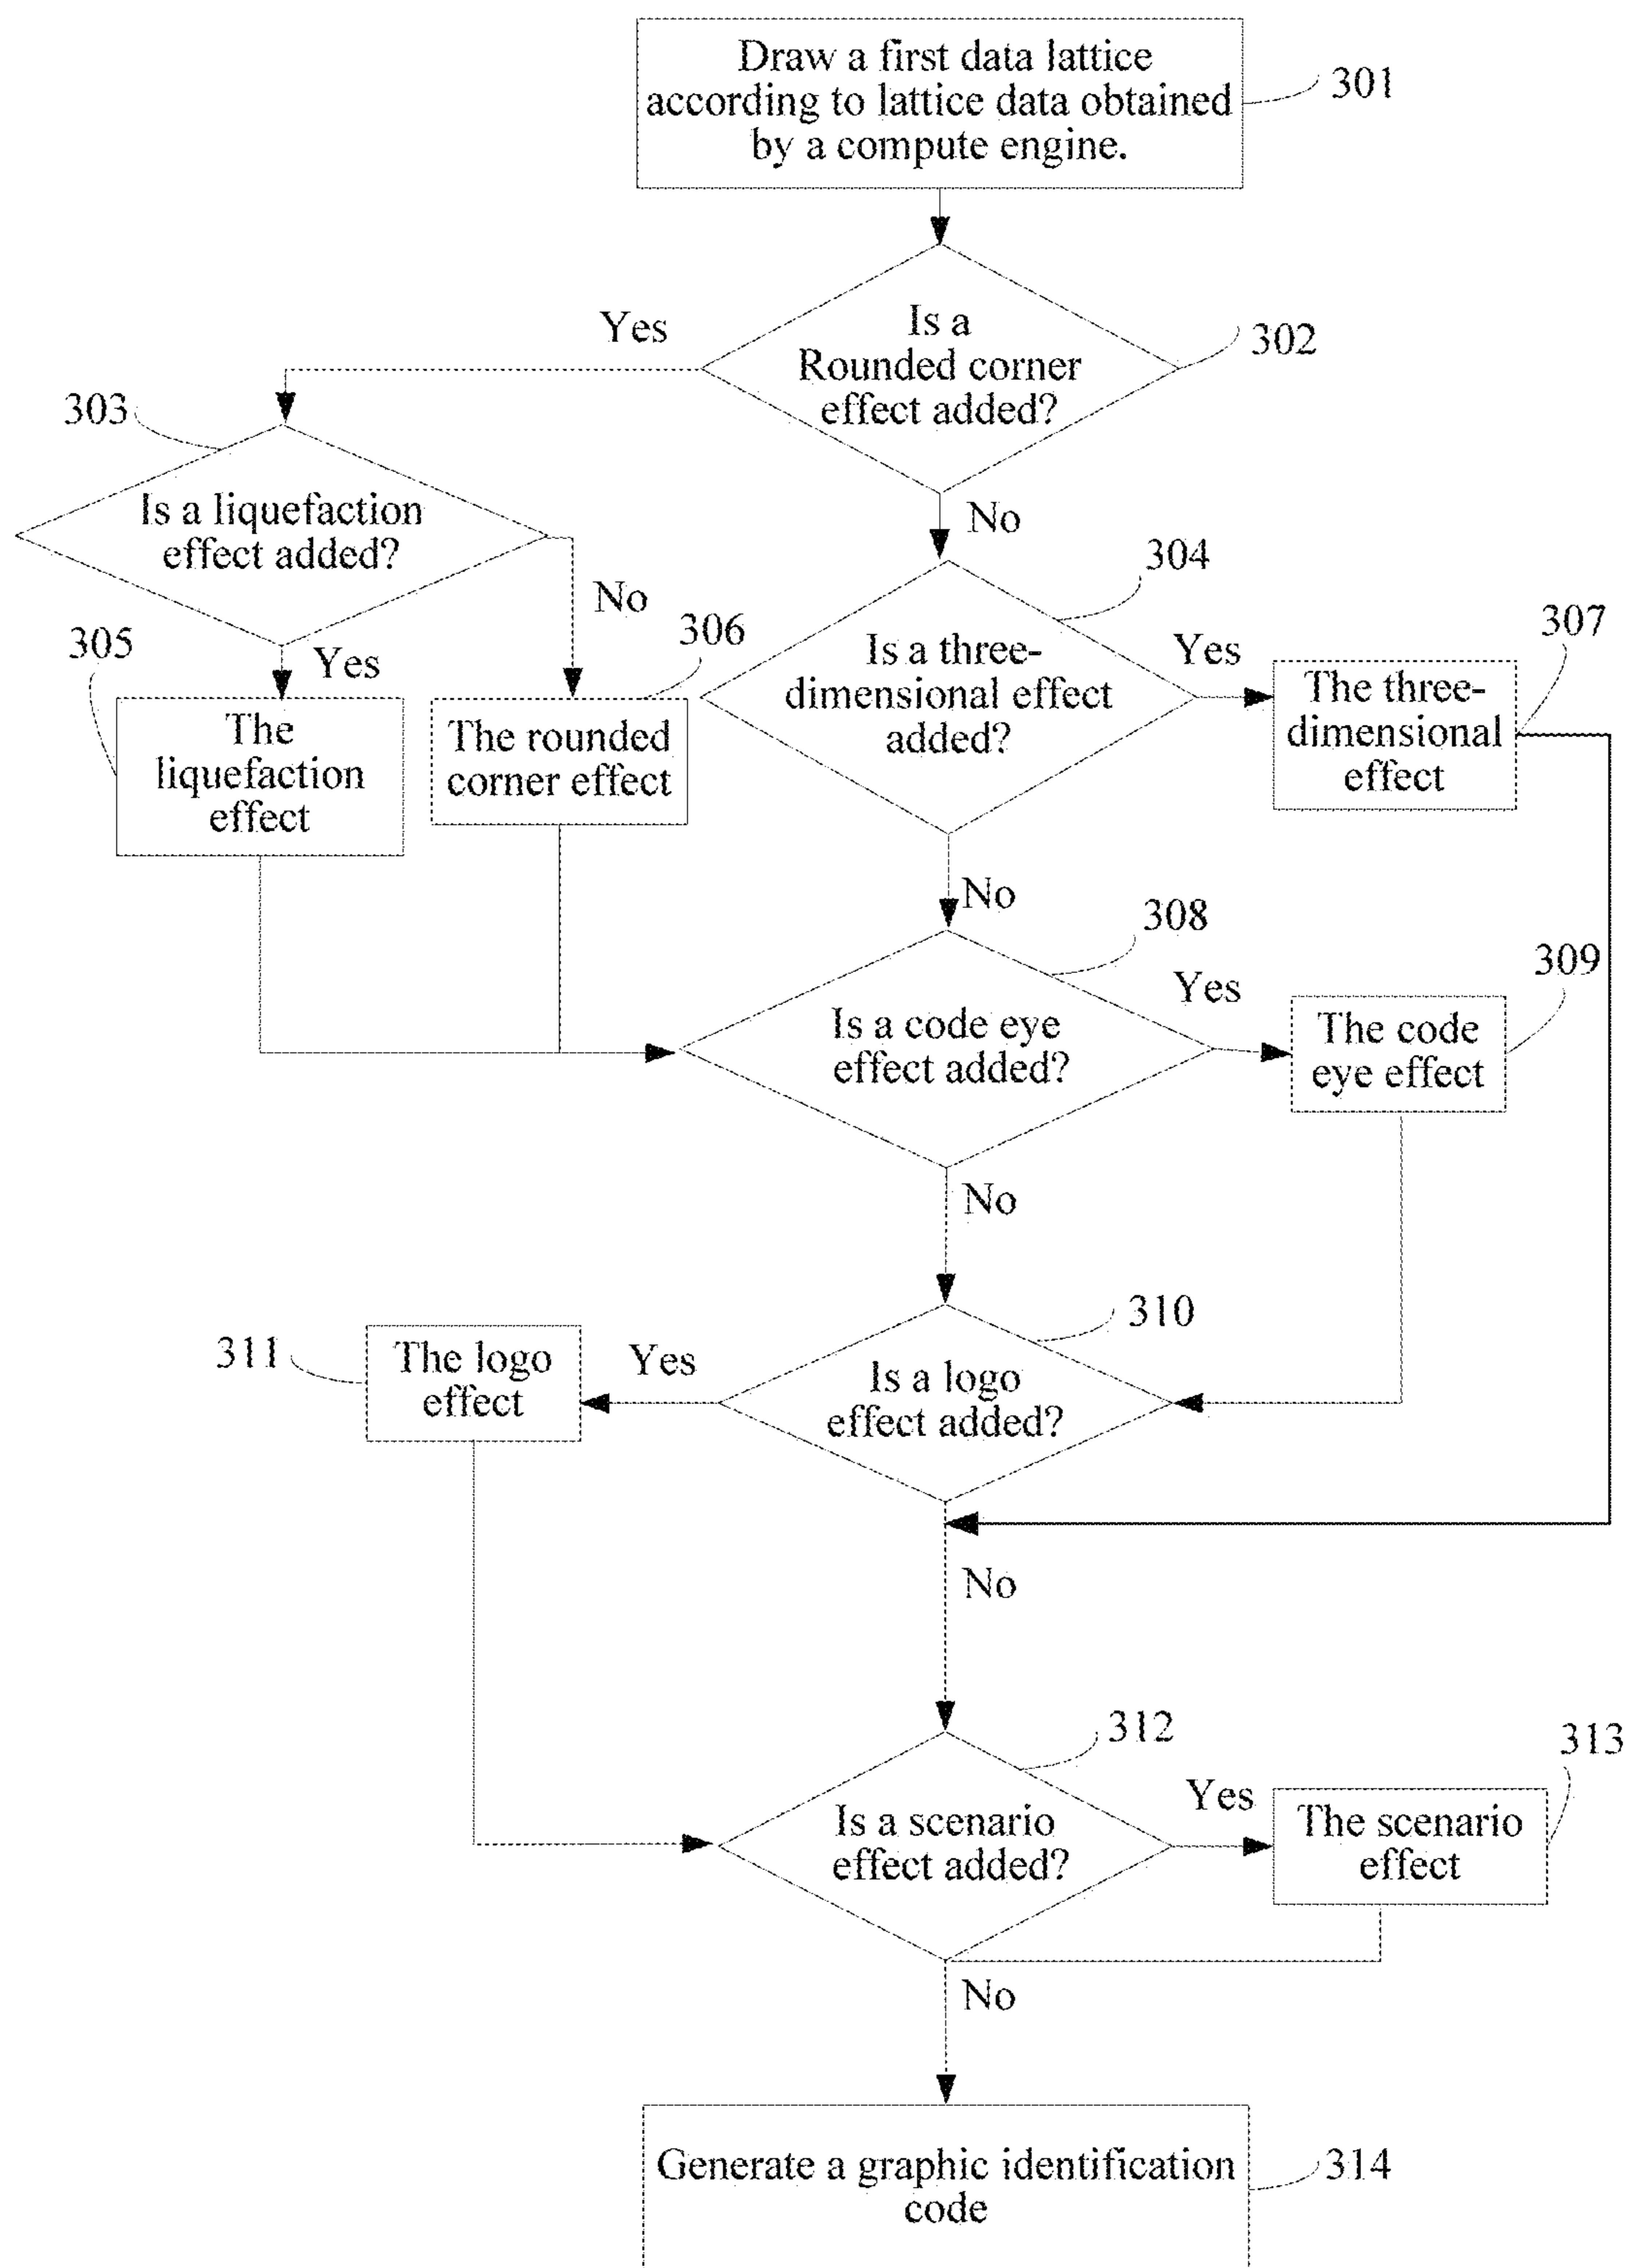 Draw a first data lattice
according to lattice data obtained
by a compute engine.
301
Is a
Rounded corner
effect added?
302
Yes
No
303
Is a liquefaction
effect added?
No
Yes
304
Is a three-
dimensional effect
added?
Yes
No
305
The
liquefaction
effect
306
The rounded
corner effect
307
The three-
dimensional
effect
308
Is a code eye
effect added?
Yes
No
309
The code
eye effect
310
Is a logo
effect added?
Yes
No
311
The logo
effect
312
Is a scenario
effect added?
Yes
No
313
The scenario
effect
Generate a graphic identification
code
314